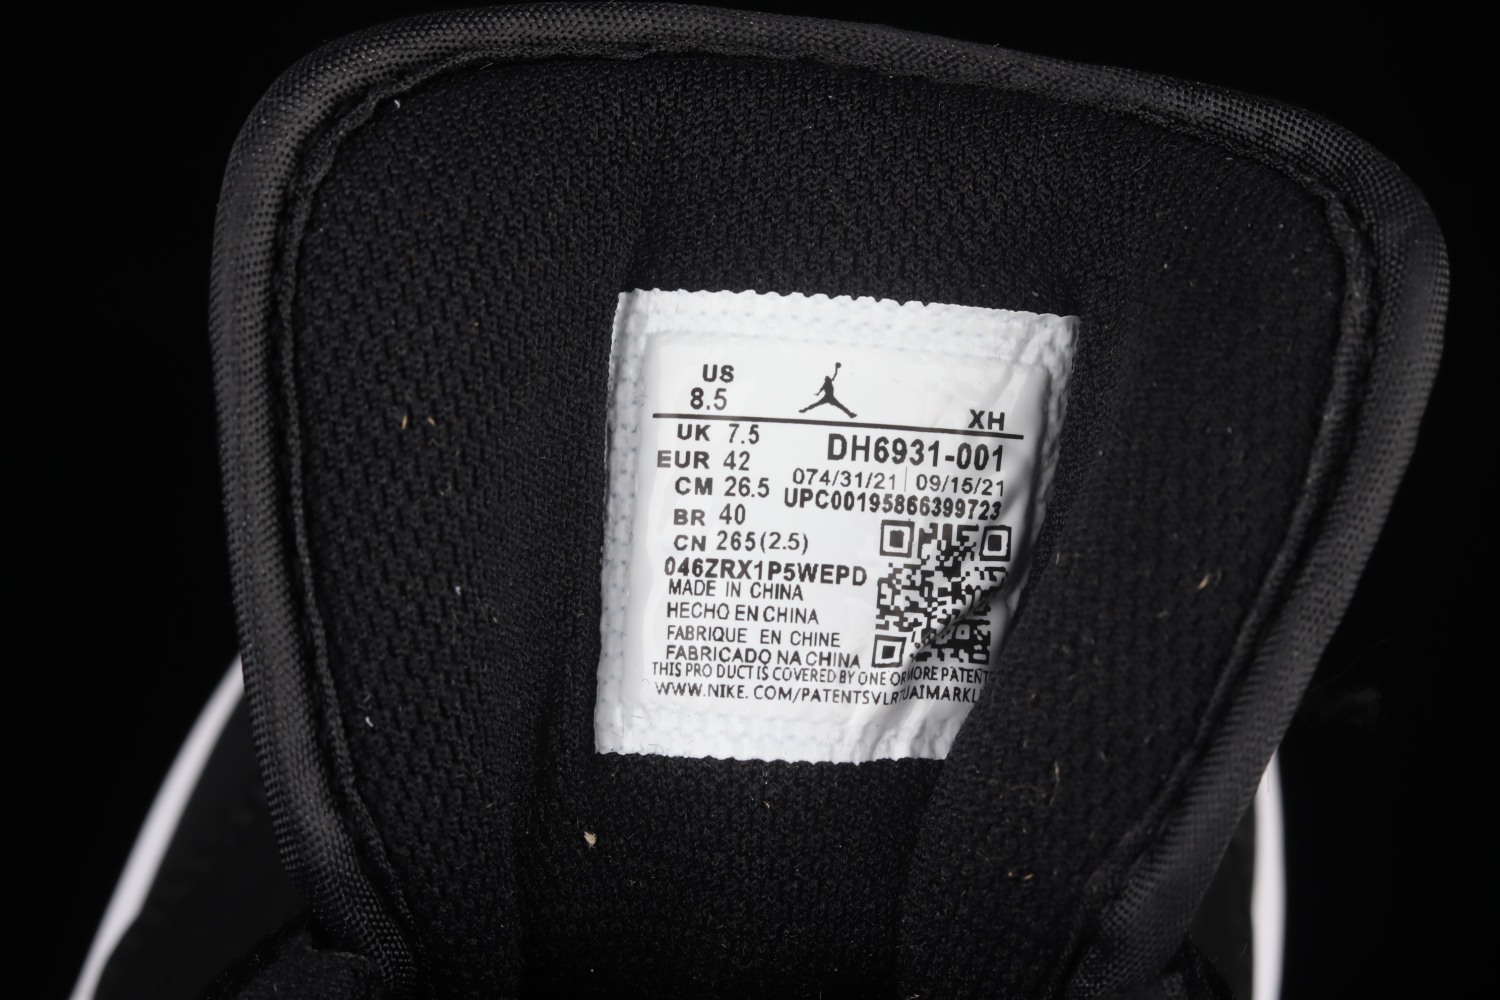 US
8.5
XH
UK 7.5
DH6931-001
EUR 42
074/31/21 09/15/21
CM 26.5
UPC00195866399723
BR 40
CN 265(2.5)
046ZRX1P5WEPD
MADE IN CHINA
HECHO EN CHINA
FABRIQUE EN CHINE
FABRICADO NA CHINA
THIS PRO DUCT IS COVERED BY ONE OR MORE PATENT
WWW.NIKE.COM/PATENTSVLRTUAIMARKL